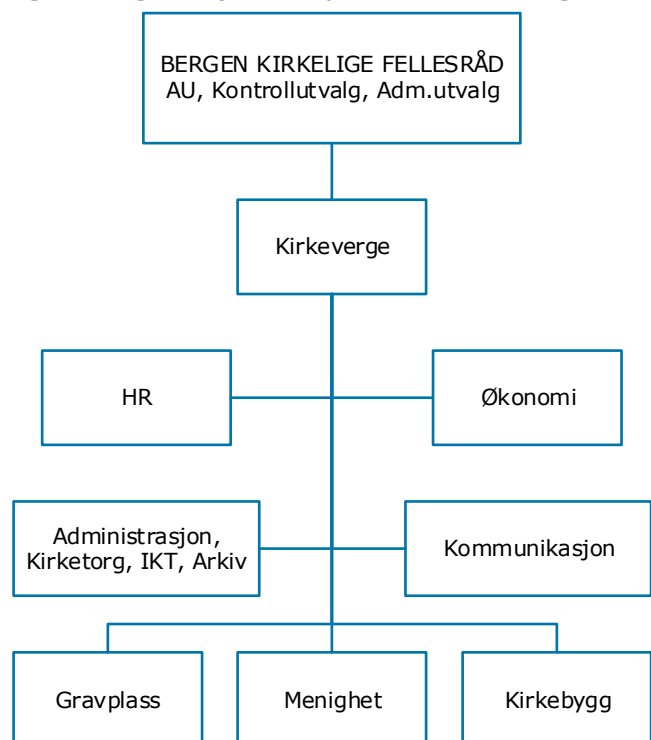 BERGEN KIRKELIGE FELLESRÅD
AU, Kontrollutvalg, Adm.utvalg
Kirkeverge
HR
Økonomi
Administrasjon,
Kirketorg, IKT, Arkiv
Kommunikasjon
Gravplass
Menighet
Kirkebygg